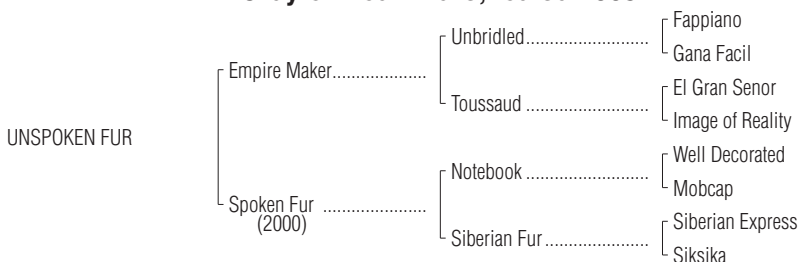 Fappiano
Unbridled
Gana Facil
Empire Maker
El Gran Senor
Toussaud
Image of Reality
UNSPOKEN FUR
Well Decorated
Notebook
Mobcap
Spoken Fur
(2000)
Siberian Express
Siberian Fur
Siksika